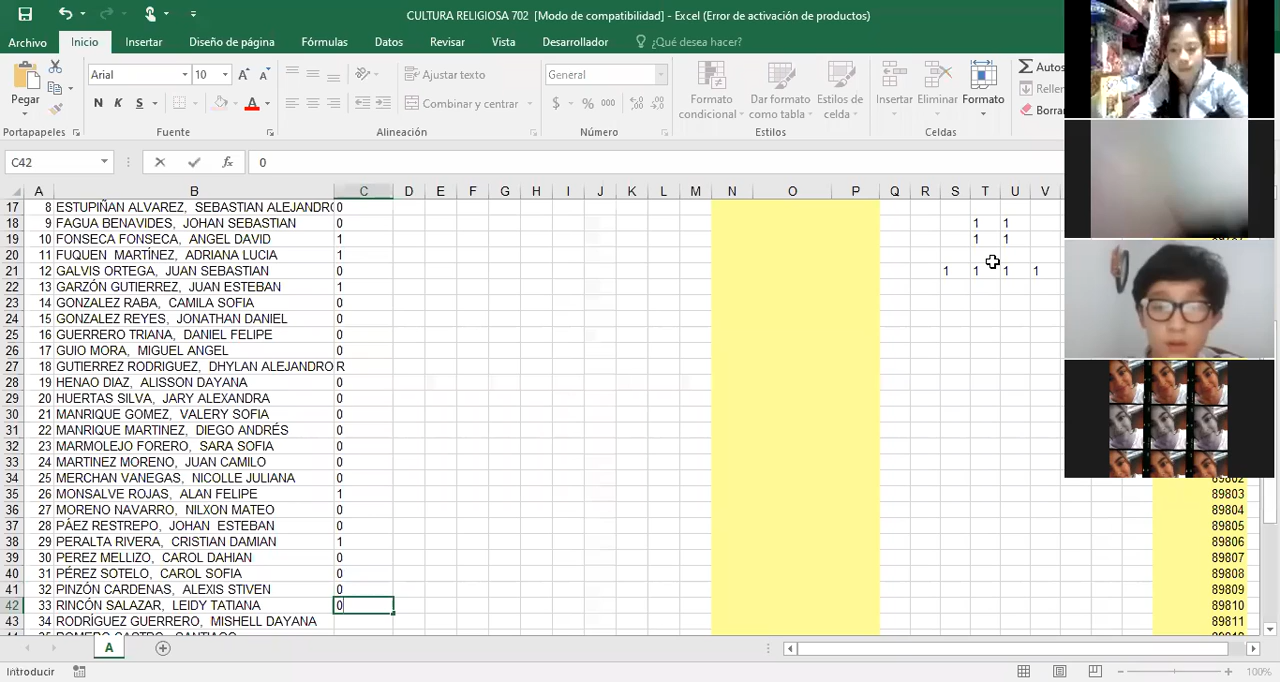 CULTURA RELIGIOSA 702 [Modo de compatibilidad] - Excel (Error de activación de productos)
Archivo Inicio Insertar Diseño de página Fórmulas Datos Revisar Vista Desarrollador ¿Qué desea hacer?
Pegar Arial 10 A A Ajustar texto General Formato condicional Dar formato como tabla Estilos de celda Insertar Eliminar Formato Σ
N K S A Combinar y centrar $ % 000
Portapapeles Fuente Alineación Número Estilos Celdas
C42 fx 0
A B C D E F G H I J K L M N O P Q R S T U V
17 8 ESTUPIÑAN ALVAREZ, SEBASTIAN ALEJANDRO 0
18 9 FAGUA BENAVIDES, JOHAN SEBASTIAN 0 1 1
19 10 FONSECA FONSECA, ANGEL DAVID 1 1 1
20 11 FUQUEN MARTÍNEZ, ADRIANA LUCIA 1
21 12 GALVIS ORTEGA, JUAN SEBASTIAN 0 1 1 1 1
22 13 GARZÓN GUTIERREZ, JUAN ESTEBAN 1
23 14 GONZALEZ RABA, CAMILA SOFIA 0
24 15 GONZALEZ REYES, JONATHAN DANIEL 0
25 16 GUERRERO TRIANA, DANIEL FELIPE 0
26 17 GUIO MORA, MIGUEL ANGEL 0
27 18 GUTIERREZ RODRIGUEZ, DHYLAN ALEJANDRO R
28 19 HENAO DIAZ, ALISSON DAYANA 0
29 20 HUERTAS SILVA, JARY ALEXANDRA 0
30 21 MANRIQUE GOMEZ, VALERY SOFIA 0
31 22 MANRIQUE MARTINEZ, DIEGO ANDRÉS 0
32 23 MARMOLEJO FORERO, SARA SOFIA 0
33 24 MARTINEZ MORENO, JUAN CAMILO 0
34 25 MERCHAN VANEGAS, NICOLLE JULIANA 0 89802
35 26 MONSALVE ROJAS, ALAN FELIPE 1 89803
36 27 MORENO NAVARRO, NILXON MATEO 0 89804
37 28 PÁEZ RESTREPO, JOHAN ESTEBAN 0 89805
38 29 PERALTA RIVERA, CRISTIAN DAMIAN 1 89806
39 30 PEREZ MELLIZO, CAROL DAHIAN 0 89807
40 31 PÉREZ SOTELO, CAROL SOFIA 0 89808
41 32 PINZÓN CARDENAS, ALEXIS STIVEN 0 89809
42 33 RINCÓN SALAZAR, LEIDY TATIANA 0 89810
43 34 RODRÍGUEZ GUERRERO, MISHELL DAYANA 89811
A
Introducir 100%